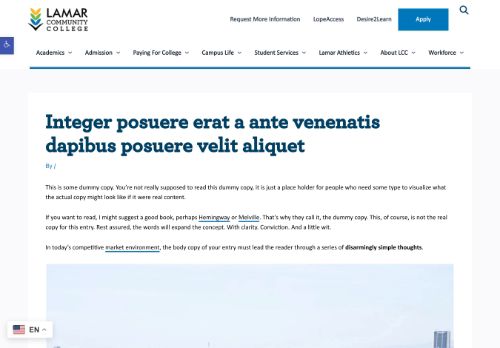 LAMAR
COMMUNITY
COLLEGE
Request More Information LopeAccess Desire2Learn Apply
Academics Admission Paying For College Campus Life Student Services Lamar Athletics About LCC Workforce
Integer posuere erat a ante venenatis
dapibus posuere velit aliquet
By /
This is some dummy copy. You're not really supposed to read this dummy copy, it is just a place holder for people who need some type to visualize what
the actual copy might look like if it were real content.
If you want to read, I might suggest a good book, perhaps Hemingway or Melville. That's why they call it, the dummy copy. This, of course, is not the real
copy for this entry. Rest assured, the words will expand the concept. With clarity. Conviction. And a little wit.
In today's competitive market environment, the body copy of your entry must lead the reader through a series of disarmingly simple thoughts.
EN